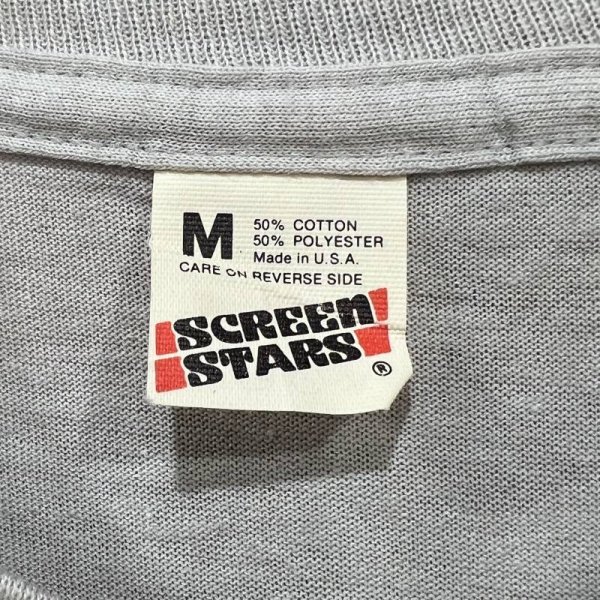 M
50% COTTON
50% POLYESTER
Made in U.S.A.
CARE ON REVERSE SIDE
SCREEN
STARS
®